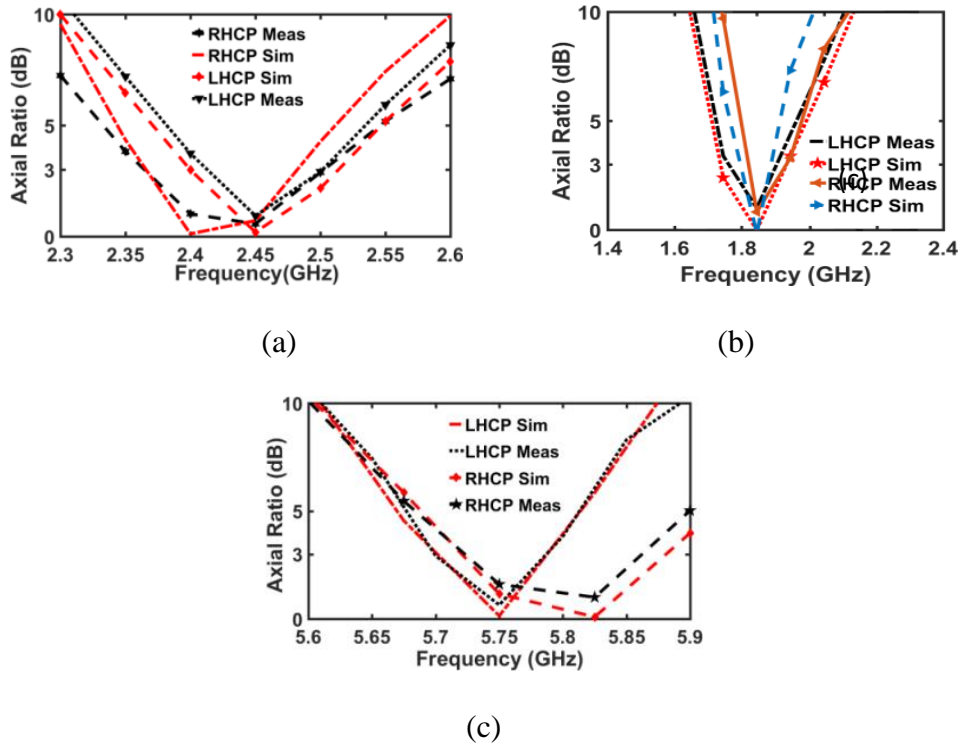 Axial Ratio (dB)
10
5
3
0
RHCP Meas
RHCP Sim
LHCP Sim
LHCP Meas
2.3 2.35 2.4 2.45 2.5 2.55 2.6
Frequency(GHz)
(a)
Axial Ratio (dB)
10
5
3
0
LHCP Meas
LHCP Sim
RHCP Meas
(C)
RHCP Sim
1.4 1.6 1.8 2 2.2 2.4
Frequency (GHz)
(b)
Axial Ratio (dB)
10
5
3
0
LHCP Sim
LHCP Meas
RHCP Sim
RHCP Meas
5.6 5.65 5.7 5.75 5.8 5.85 5.9
Frequency (GHz)
(c)